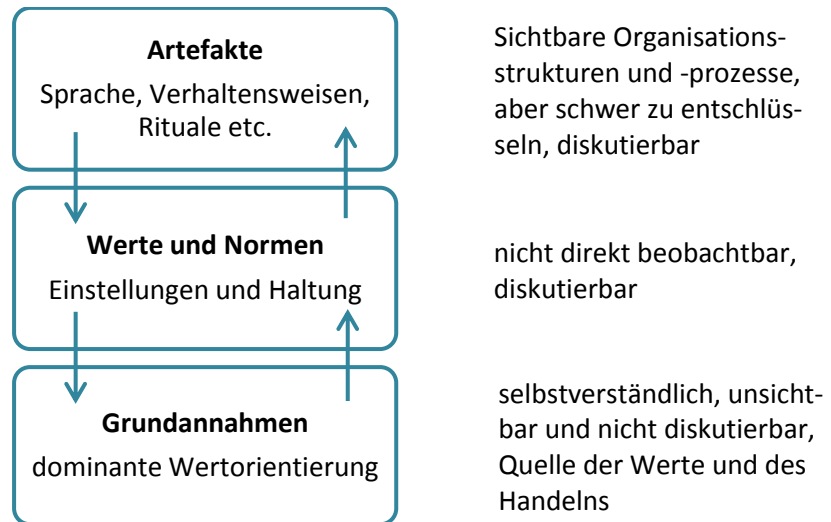 Artefakte
Sprache, Verhaltensweisen,
Rituale etc.
Sichtbare Organisations-
strukturen und -prozesse,
aber schwer zu entschlüs-
seln, diskutierbar
Werte und Normen
Einstellungen und Haltung
nicht direkt beobachtbar,
diskutierbar
Grundannahmen
dominante Wertorientierung
selbstverständlich, unsicht-
bar und nicht diskutierbar,
Quelle der Werte und des
Handelns